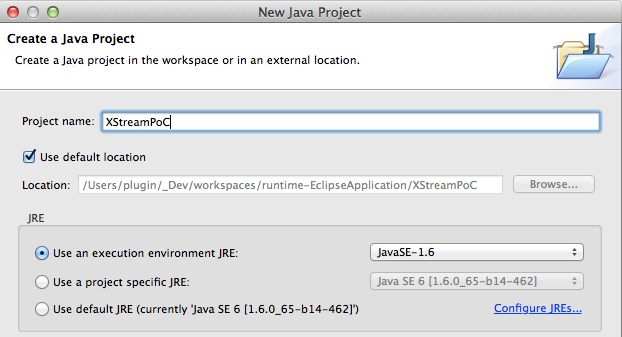 New Java Project
Create a Java Project
Create a Java project in the workspace or in an external location.
Project name: XStreamPoC
Use default location
Location: /Users/plugin/_Dev/workspaces/runtime-EclipseApplication/XStreamPoC Browse...
JRE
Use an execution environment JRE: JavaSE-1.6
Use a project specific JRE: Java SE 6 [1.6.0_65-b14-462]
Use default JRE (currently 'Java SE 6 [1.6.0_65-b14-462]') Configure JREs...